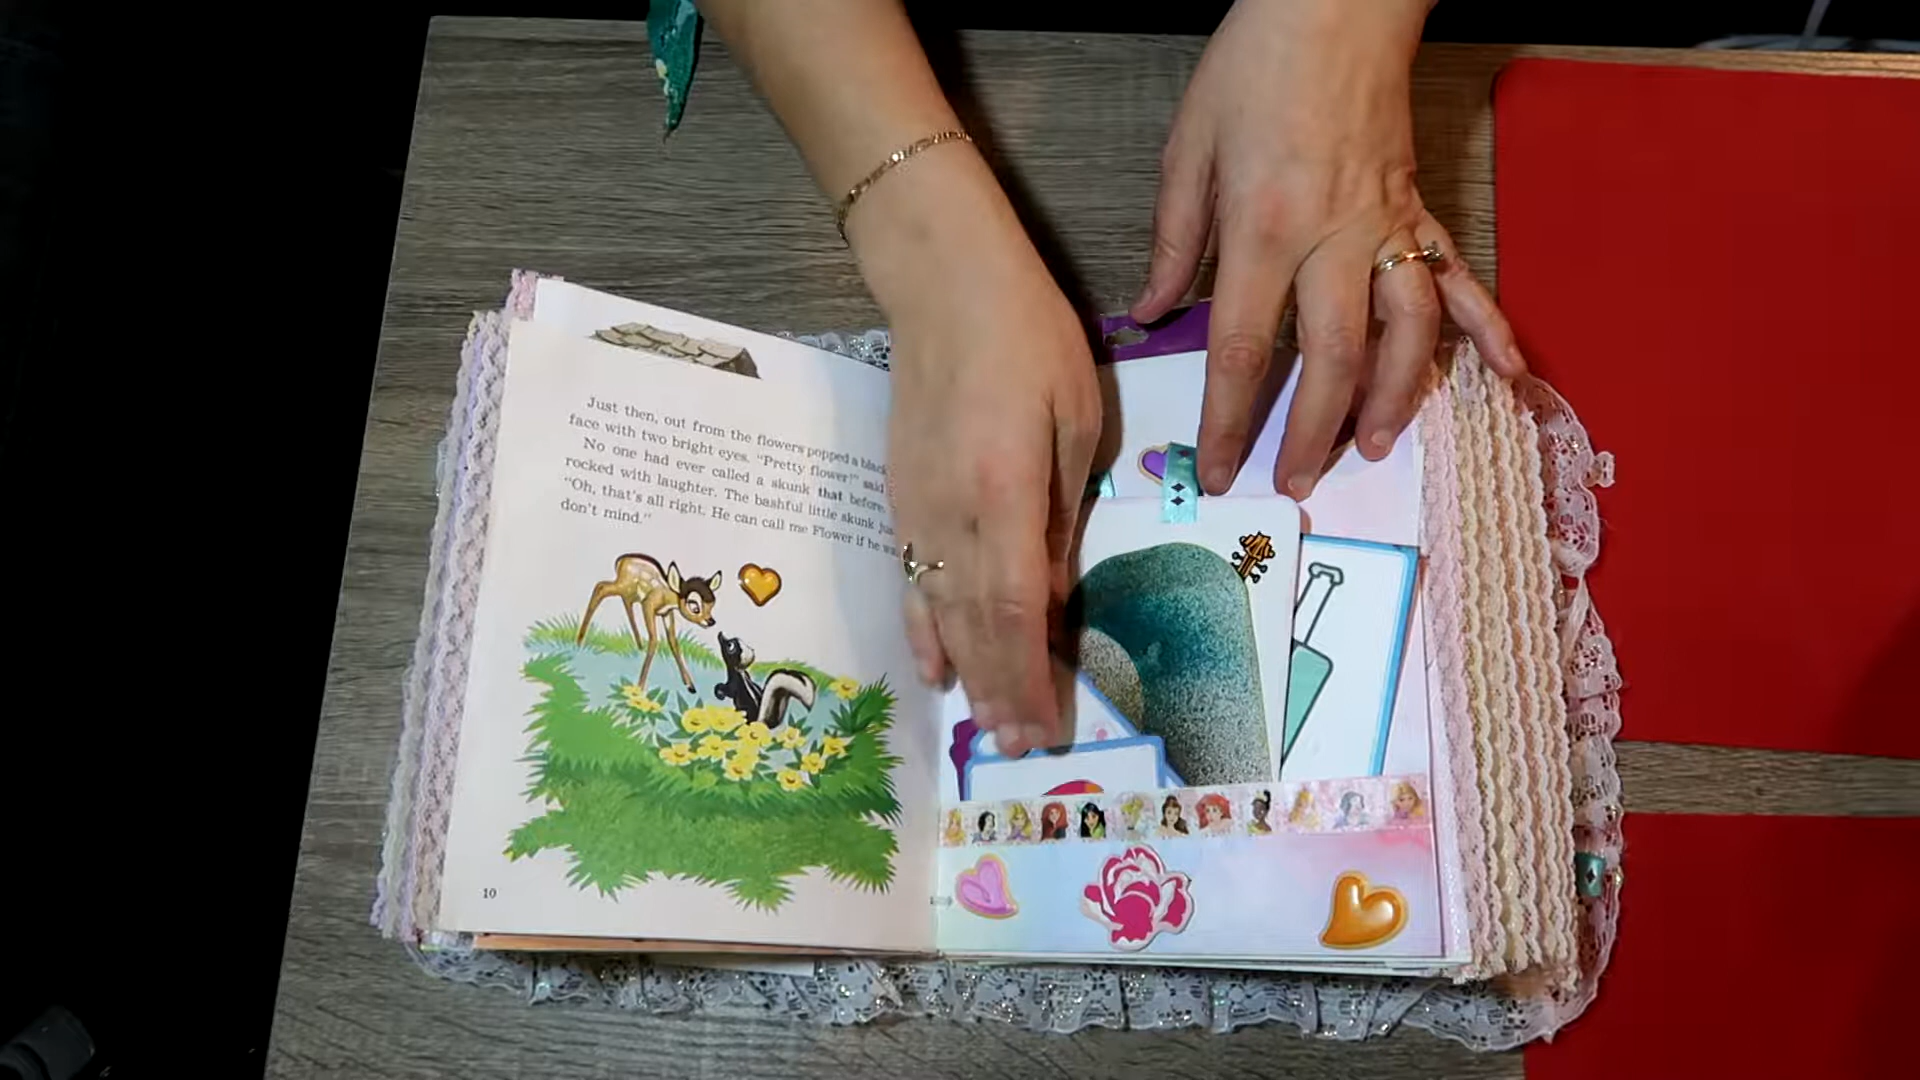 Just then, out from the flowers popped a black
face with two bright eyes. "Pretty flower!" said
No one had ever called a skunk that before.
rocked with laughter. The bashful little skunk jus
"Oh, that's all right. He can call me Flower if he wa
don't mind."
10